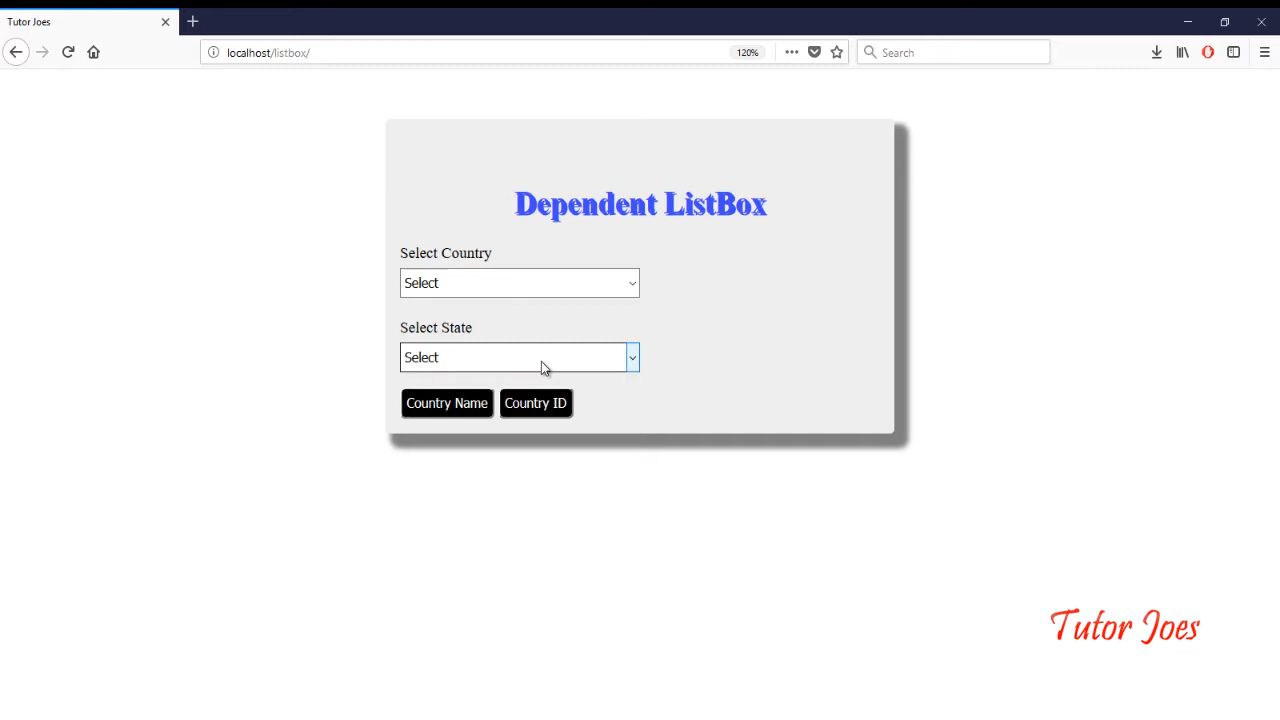 Tutor Joes
localhost/listbox/
120%
Search
Dependent ListBox
Select Country
Select
Select State
Select
Country Name
Country ID
Tutor Joes